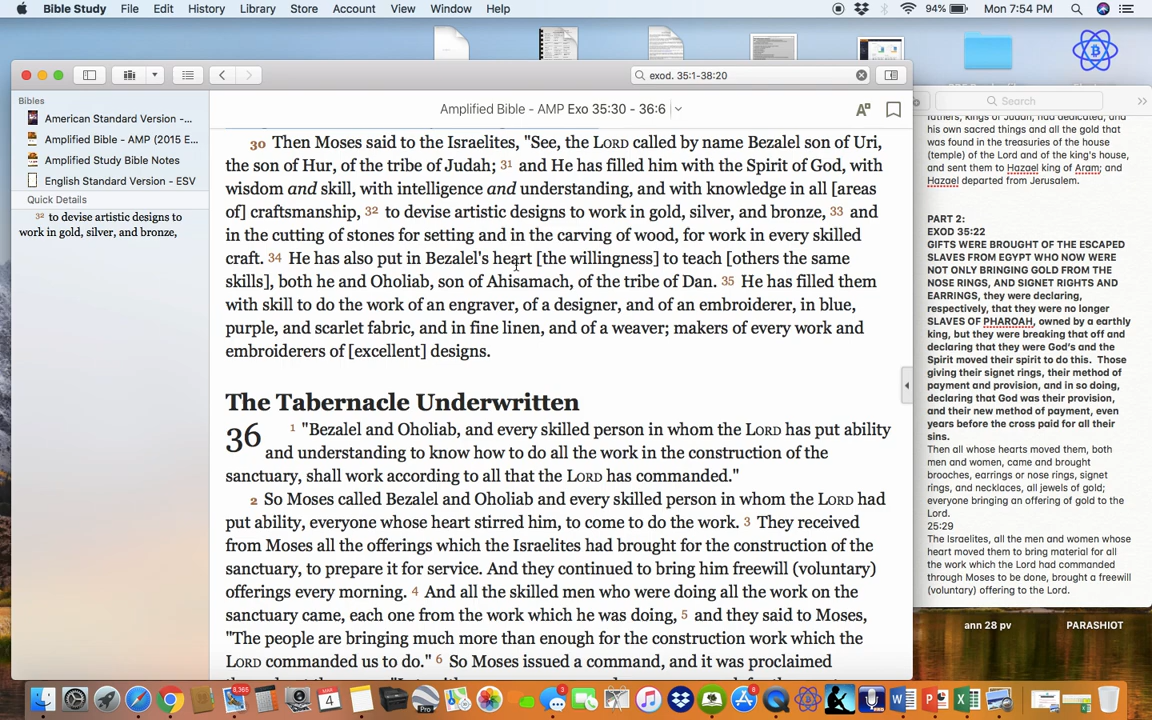 Bible Study File Edit History Library Store Account View Window Help 94% Mon 7:54 PM
exod. 35:1-38:20
Bibles
American Standard Version -...
Amplified Bible - AMP (2015 E...
Amplified Study Bible Notes
English Standard Version - ESV
Quick Details
32 to devise artistic designs to
work in gold, silver, and bronze,
Amplified Bible - AMP Exo 35:30 - 36:6
30 Then Moses said to the Israelites, "See, the LORD called by name Bezalel son of Uri,
the son of Hur, of the tribe of Judah; 31 and He has filled him with the Spirit of God, with
wisdom and skill, with intelligence and understanding, and with knowledge in all [areas
of] craftsmanship, 32 to devise artistic designs to work in gold, silver, and bronze, 33 and
in the cutting of stones for setting and in the carving of wood, for work in every skilled
craft. 34 He has also put in Bezalel's heart [the willingness] to teach [others the same
skills], both he and Oholiab, son of Ahisamach, of the tribe of Dan. 35 He has filled them
with skill to do the work of an engraver, of a designer, and of an embroiderer, in blue,
purple, and scarlet fabric, and in fine linen, and of a weaver; makers of every work and
embroiderers of [excellent] designs.
The Tabernacle Underwritten
36 1 "Bezalel and Oholiab, and every skilled person in whom the LORD has put ability
and understanding to know how to do all the work in the construction of the
sanctuary, shall work according to all that the LORD has commanded."
2 So Moses called Bezalel and Oholiab and every skilled person in whom the LORD had
put ability, everyone whose heart stirred him, to come to do the work. 3 They received
from Moses all the offerings which the Israelites had brought for the construction of the
sanctuary, to prepare it for service. And they continued to bring him freewill (voluntary)
offerings every morning. 4 And all the skilled men who were doing all the work on the
sanctuary came, each one from the work which he was doing, 5 and they said to Moses,
"The people are bringing much more than enough for the construction work which the
LORD commanded us to do." 6 So Moses issued a command, and it was proclaimed
Search
fathers, kings of Judah, had dedicated, and
his own sacred things and all the gold that
was found in the treasuries of the house
(temple) of the Lord and of the king's house,
and sent them to Hazael king of Aram; and
Hazael departed from Jerusalem.
PART 2:
EXOD 35:22
GIFTS WERE BROUGHT OF THE ESCAPED
SLAVES FROM EGYPT WHO NOW WERE
NOT ONLY BRINGING GOLD FROM THE
NOSE RINGS, AND SIGNET RIGHTS AND
EARRINGS, they were declaring,
respectively, that they were no longer
SLAVES OF PHAROAH, owned by a earthly
king, but they were breaking that off and
declaring that they were God's and the
Spirit moved their spirit to do this. Those
giving their signet rings, their method of
payment and provision, and in so doing,
declaring that God was their provision,
and their new method of payment, even
years before the cross paid for all their
sins.
Then all whose hearts moved them, both
men and women, came and brought
brooches, earrings or nose rings, signet
rings, and necklaces, all jewels of gold;
everyone bringing an offering of gold to the
Lord.
25:29
The Israelites, all the men and women whose
heart moved them to bring material for all
the work which the Lord had commanded
through Moses to be done, brought a freewill
(voluntary) offering to the Lord.
ann 28 pv PARASHIOT
8,365
MAR
4
Pro
3
8